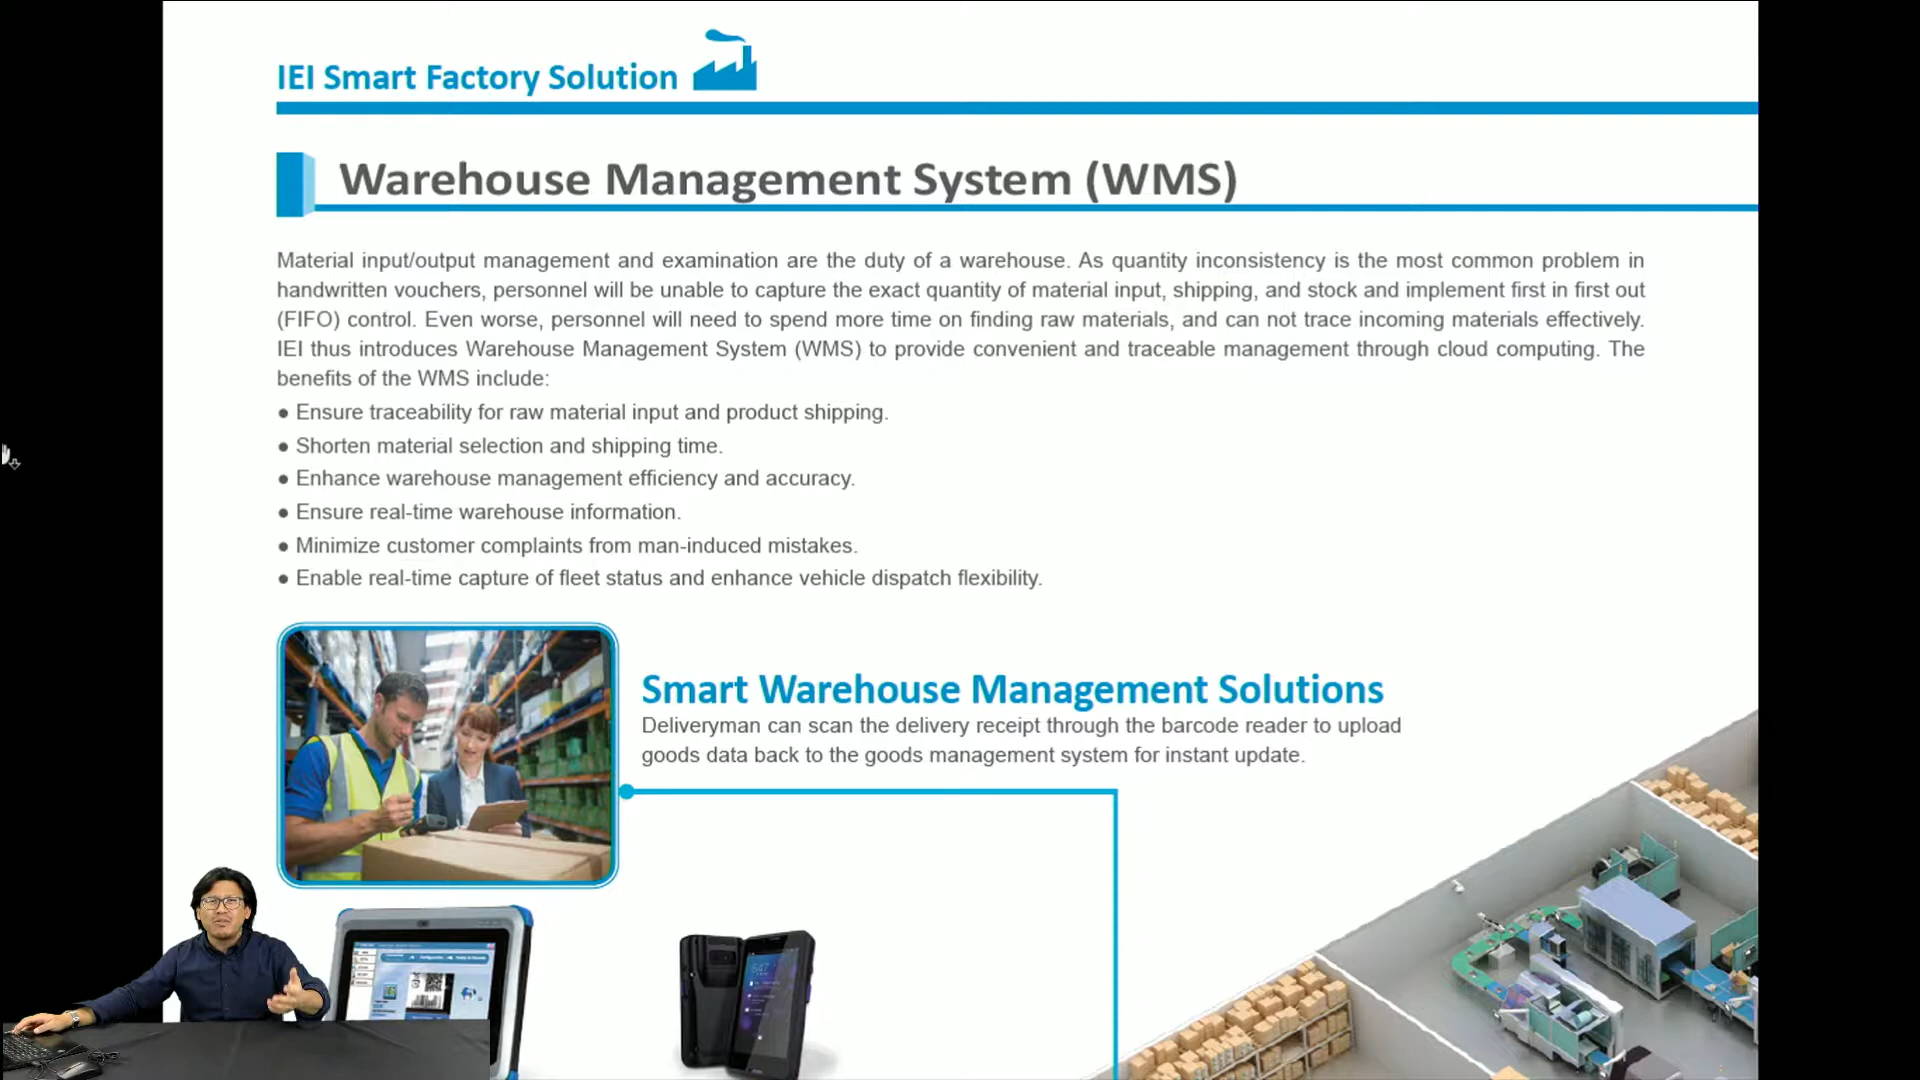 IEI Smart Factory Solution
Warehouse Management System (WMS)
Material input/output management and examination are the duty of a warehouse. As quantity inconsistency is the most common problem in
handwritten vouchers, personnel will be unable to capture the exact quantity of material input, shipping, and stock and implement first in first out
(FIFO) control. Even worse, personnel will need to spend more time on finding raw materials, and can not trace incoming materials effectively.
IEI thus introduces Warehouse Management System (WMS) to provide convenient and traceable management through cloud computing. The
benefits of the WMS include:
● Ensure traceability for raw material input and product shipping.
● Shorten material selection and shipping time.
● Enhance warehouse management efficiency and accuracy.
● Ensure real-time warehouse information.
● Minimize customer complaints from man-induced mistakes.
● Enable real-time capture of fleet status and enhance vehicle dispatch flexibility.
Smart Warehouse Management Solutions
Deliveryman can scan the delivery receipt through the barcode reader to upload
goods data back to the goods management system for instant update.